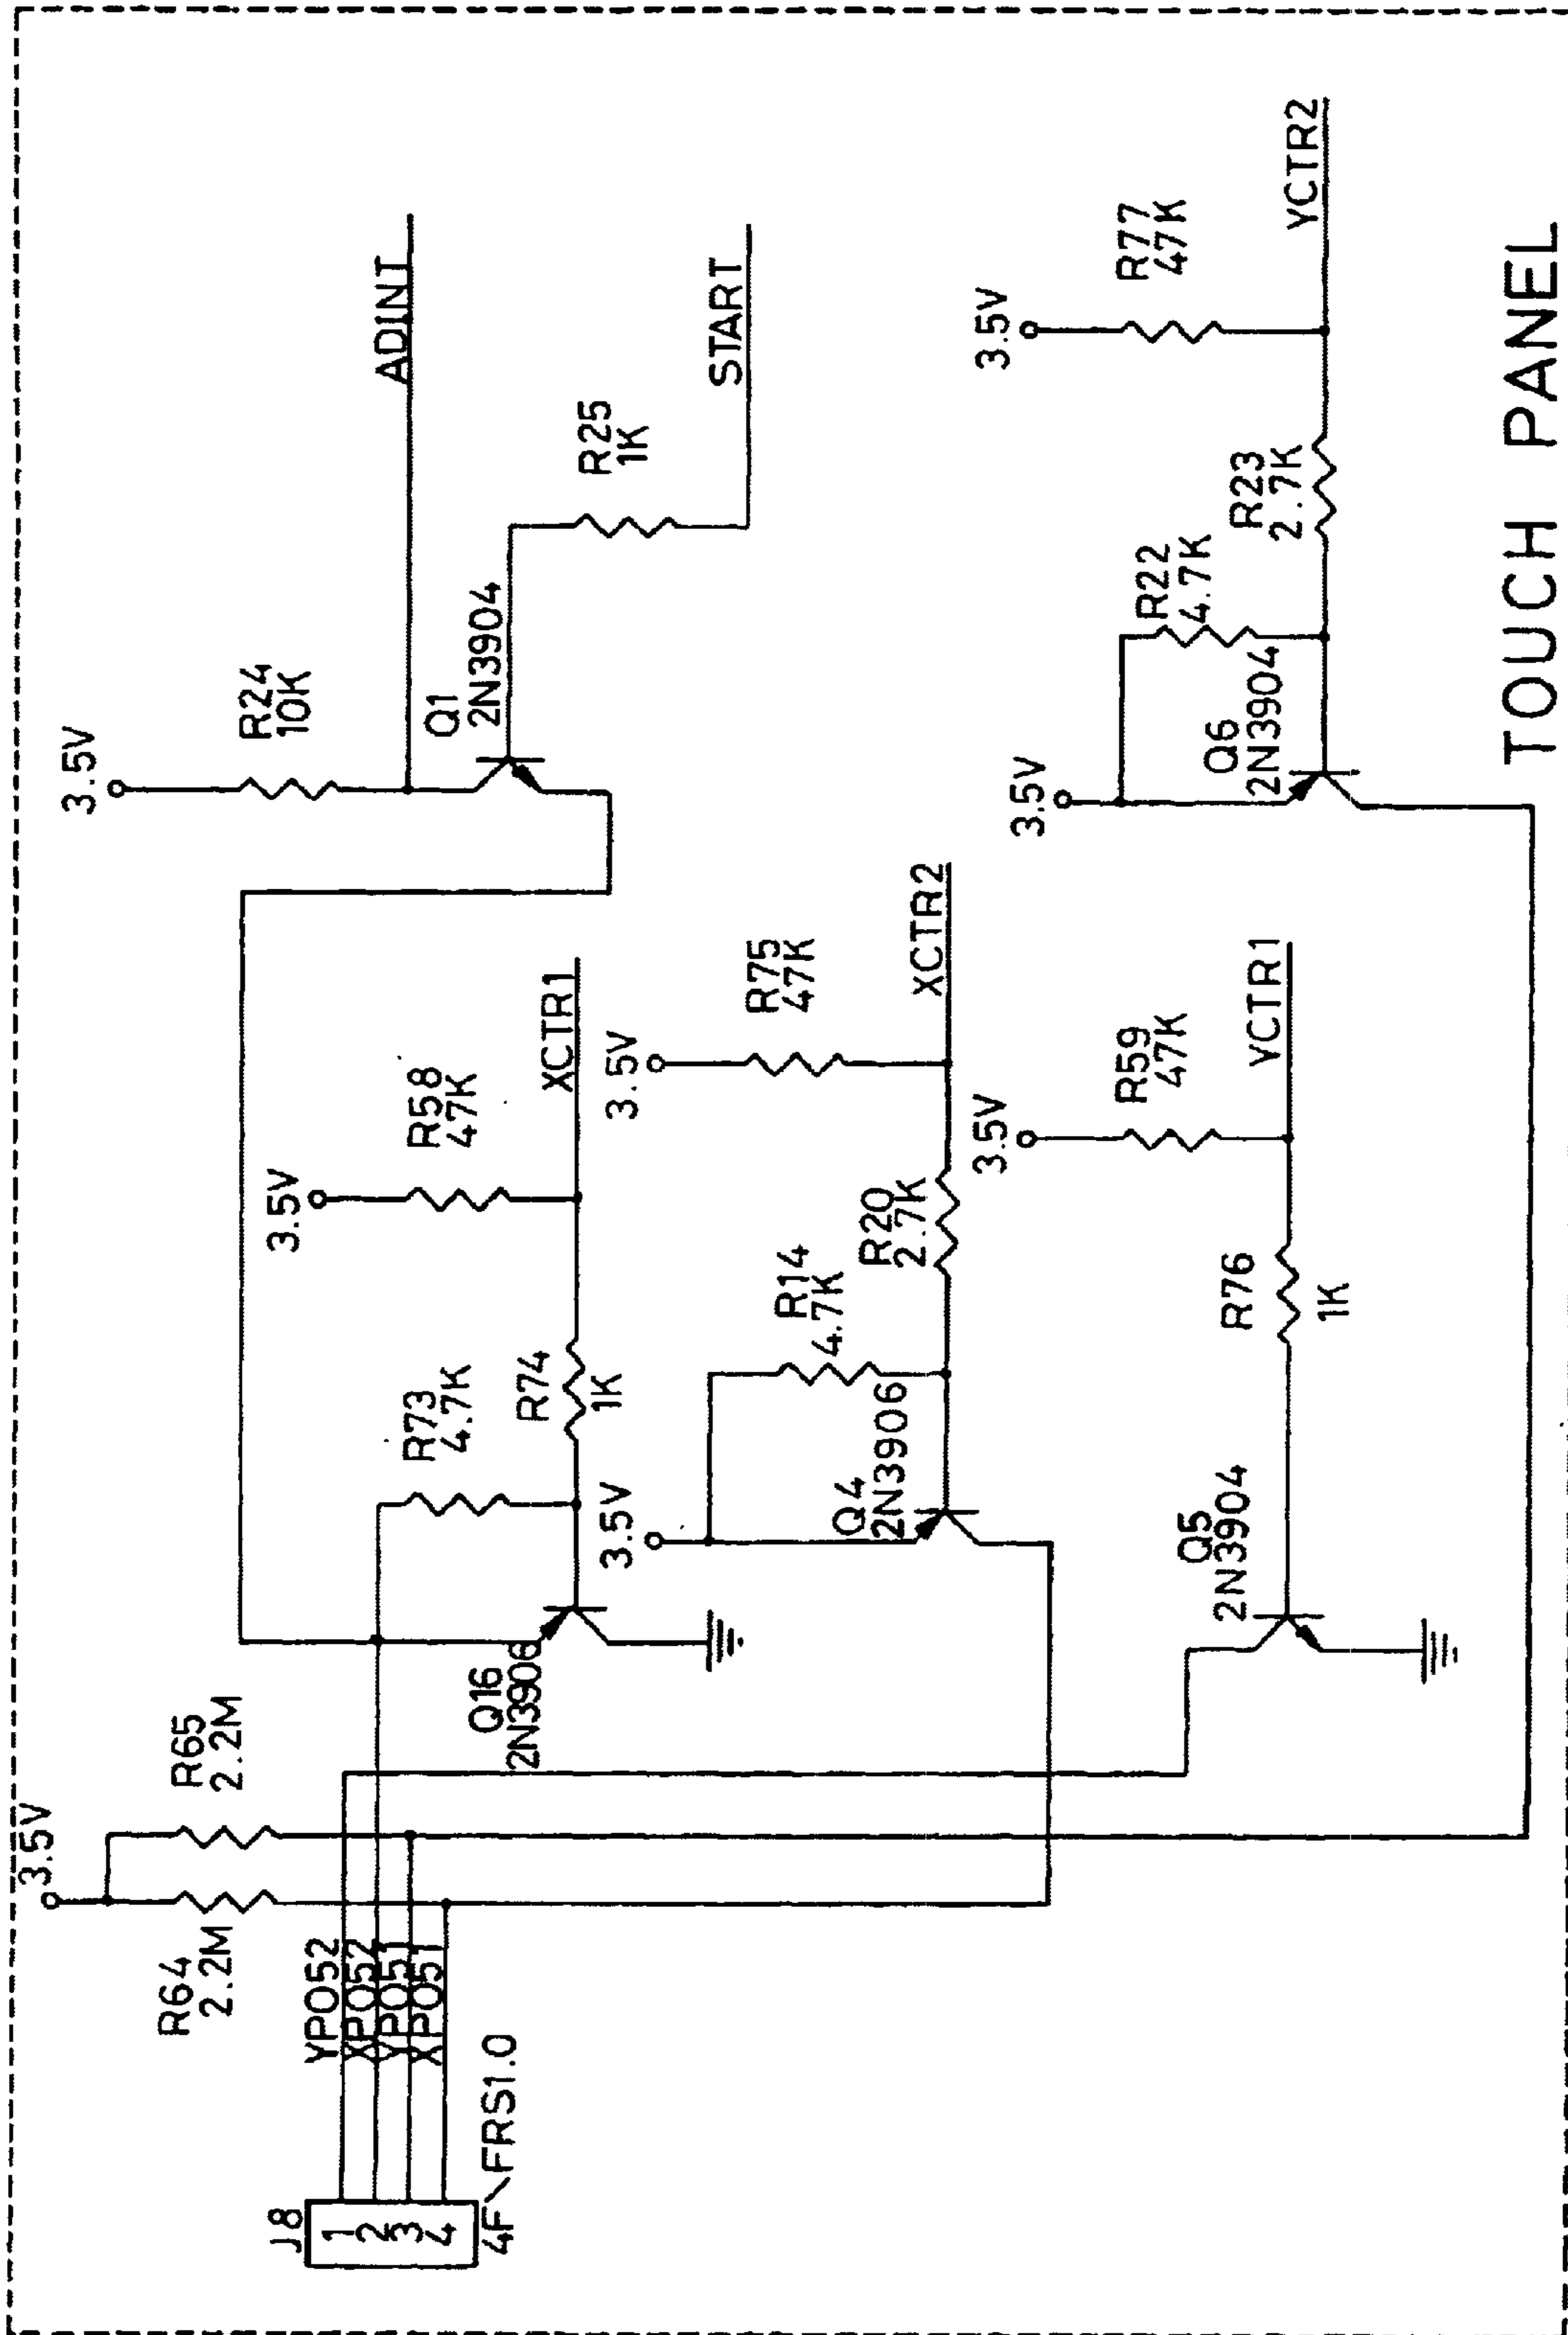 3.5V
R64
2.2M
R65
2.2M
J8
1
2
3
4
4F\FRS1.0
YPO52
XPO52
YPO51
XPO51
3.5V
R24
10K
ADINT
Q1
2N3904
R25
1K
START
3.5V
R58
47K
XCTR1
R73
4.7K
R74
1K
Q16
2N3906
3.5V
R75
47K
XCTR2
3.5V
R14
4.7K
R20
2.7K
Q4
2N3906
3.5V
R59
47K
YCTR1
R76
1K
Q5
2N3904
3.5V
R77
47K
YCTR2
3.5V
R22
4.7K
R23
2.7K
Q6
2N3904
TOUCH PANEL